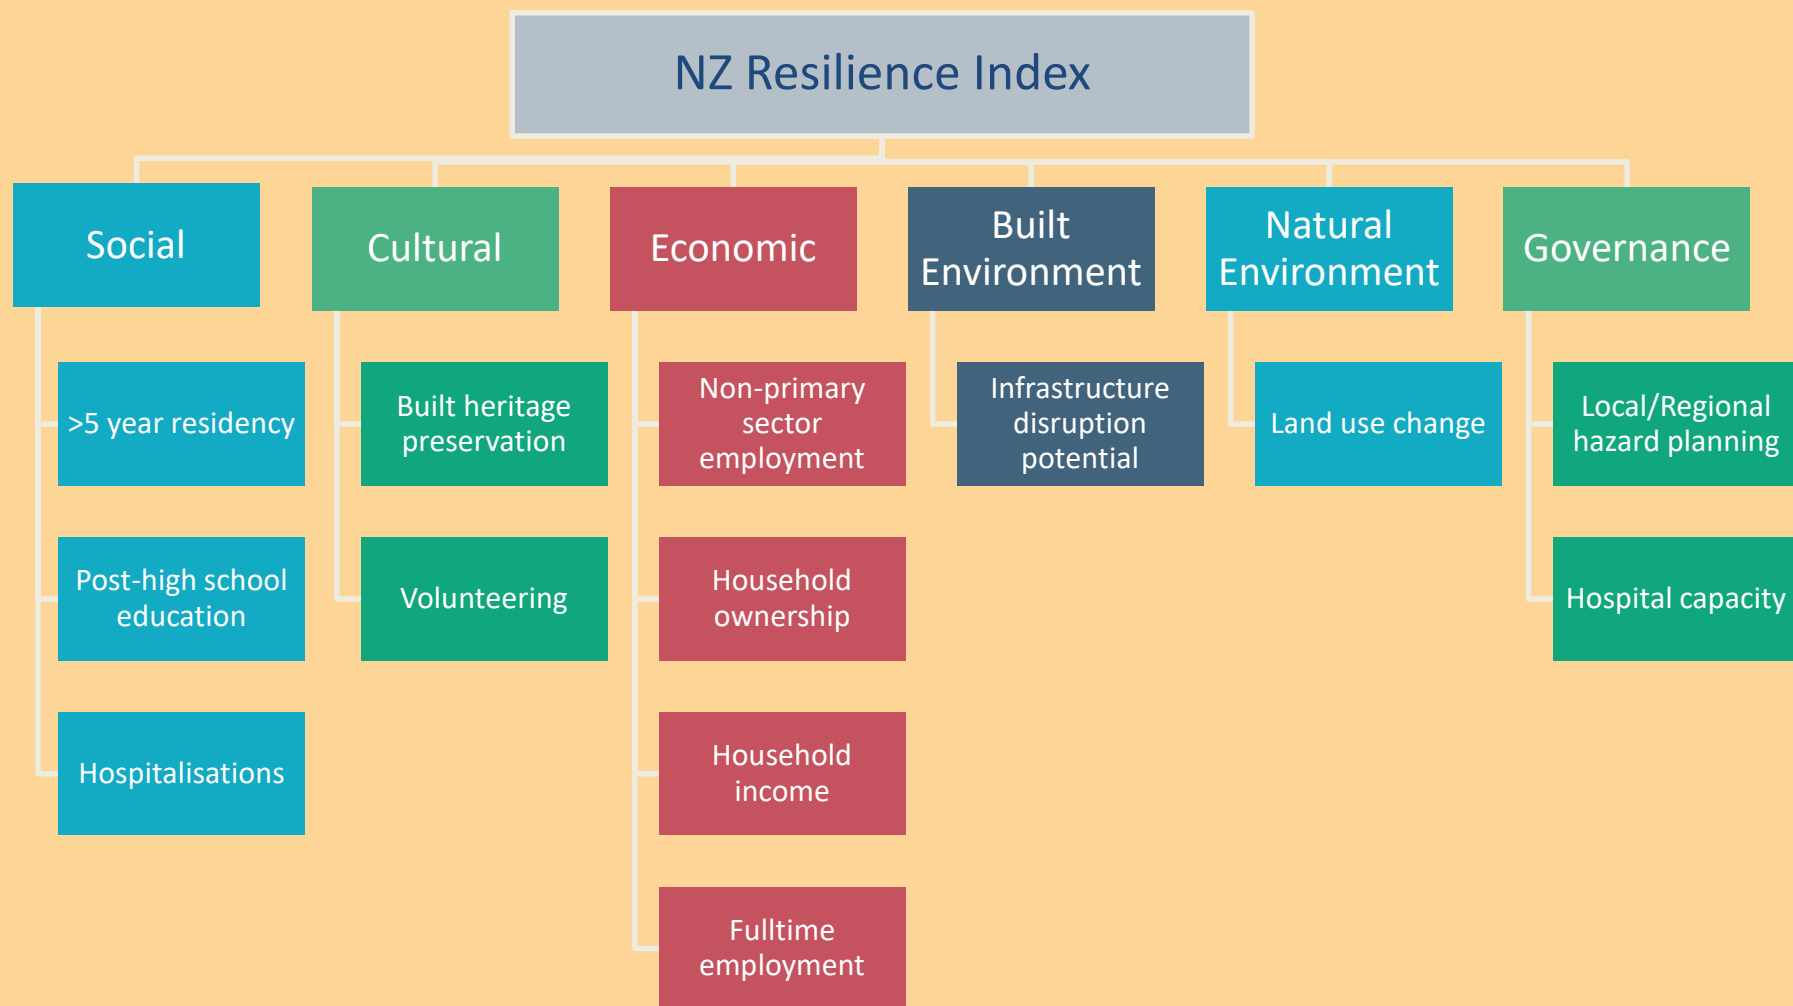 NZ Resilience Index
Social
Cultural
Economic
Built
Environment
Natural
Environment
Governance
>5 year residency
Post-high school
education
Hospitalisations
Built heritage
preservation
Volunteering
Non-primary
sector
employment
Household
ownership
Household
income
Fulltime
employment
Infrastructure
disruption
potential
Land use change
Local/Regional
hazard planning
Hospital capacity